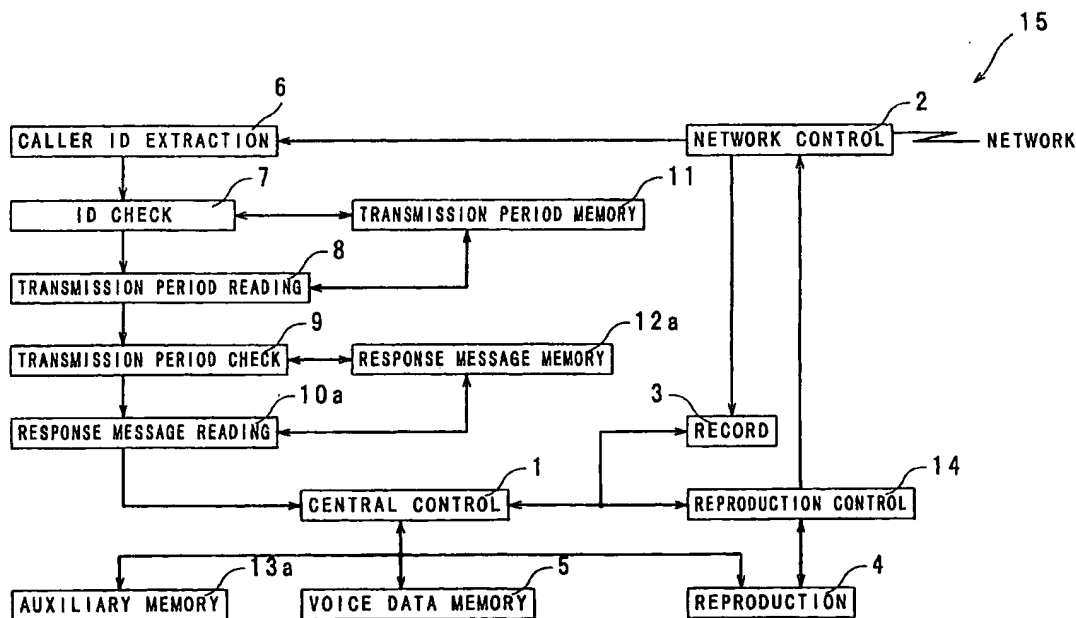 15
6
2
CALLER ID EXTRACTION
NETWORK CONTROL
NETWORK
7
11
ID CHECK
TRANSMISSION PERIOD MEMORY
8
TRANSMISSION PERIOD READING
9
12a
TRANSMISSION PERIOD CHECK
RESPONSE MESSAGE MEMORY
10a
3
RESPONSE MESSAGE READING
RECORD
1
14
CENTRAL CONTROL
REPRODUCTION CONTROL
13a
5
4
AUXILIARY MEMORY
VOICE DATA MEMORY
REPRODUCTION